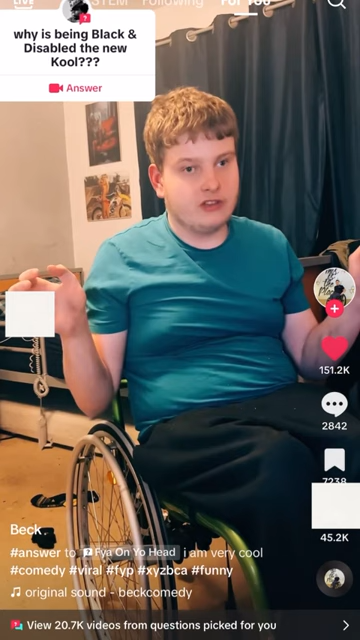 LIVE STEM Following For You
why is being Black &
Disabled the new
Kool???
Answer
151.2K
2842
7238
45.2K
Beck
#answer to Fya On Yo Head i am very cool
#comedy #viral #fyp #xyzbca #funny
original sound - beckcomedy
View 20.7K videos from questions picked for you